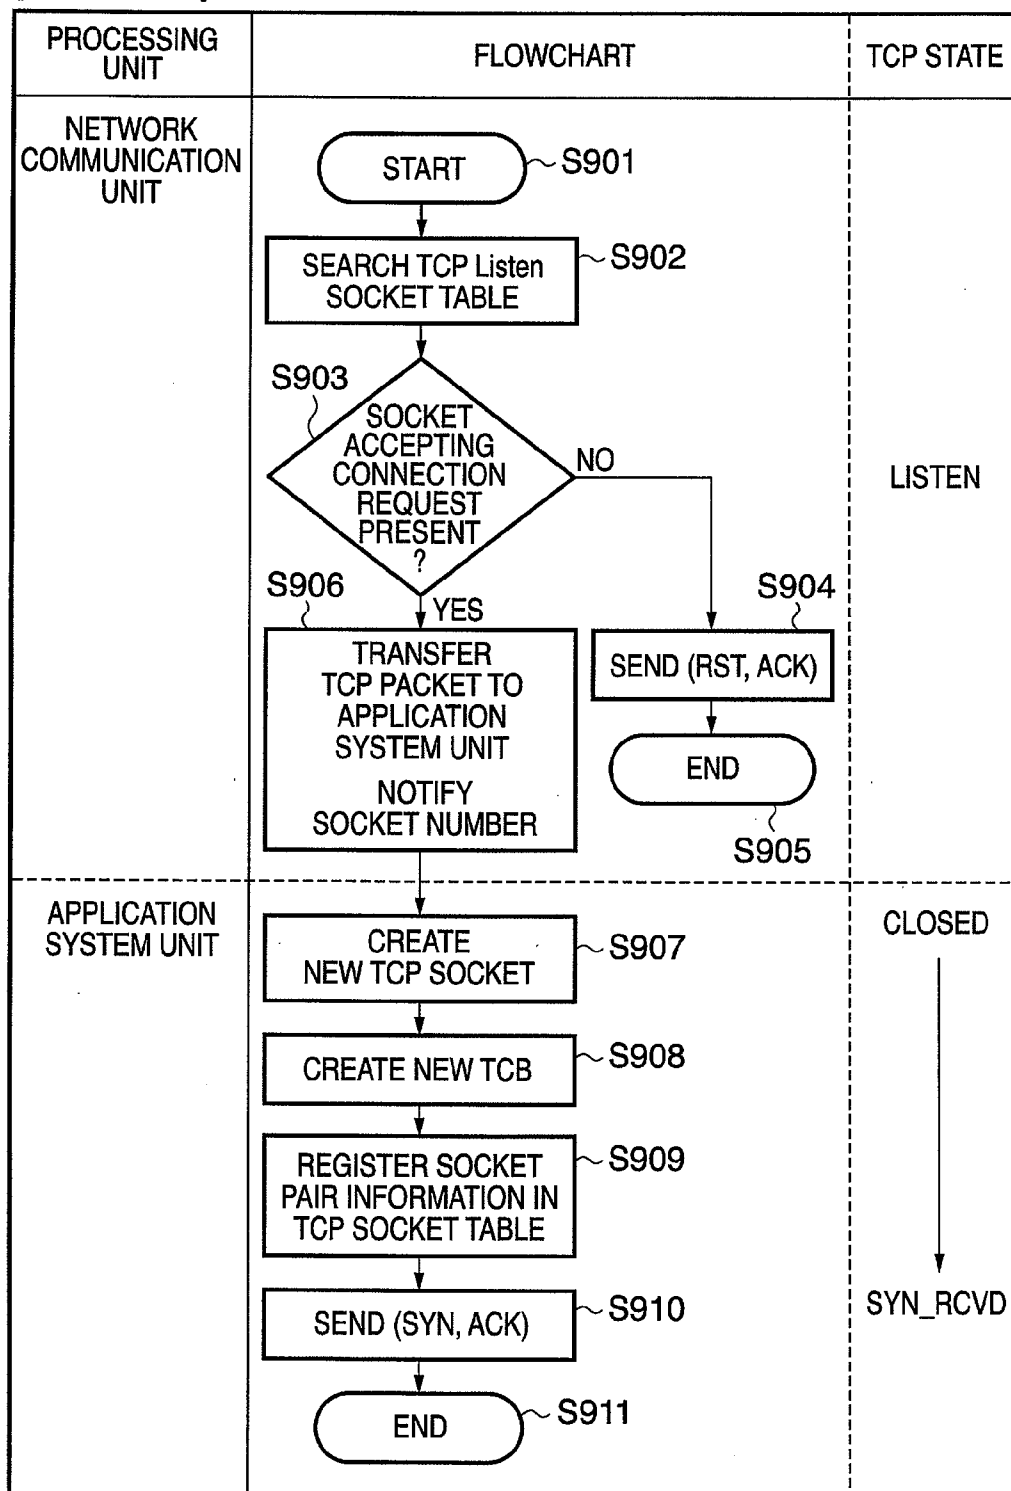 PROCESSING
UNIT
FLOWCHART
TCP STATE
NETWORK
COMMUNICATION
UNIT
START
S901
SEARCH TCP Listen
SOCKET TABLE
S902
S903
SOCKET
ACCEPTING
CONNECTION
REQUEST
PRESENT
?
NO
LISTEN
S906
YES
S904
TRANSFER
TCP PACKET TO
APPLICATION
SYSTEM UNIT
NOTIFY
SOCKET NUMBER
SEND (RST, ACK)
END
S905
APPLICATION
SYSTEM UNIT
CLOSED
CREATE
NEW TCP SOCKET
S907
CREATE NEW TCB
S908
REGISTER SOCKET
PAIR INFORMATION IN
TCP SOCKET TABLE
S909
SEND (SYN, ACK)
S910
SYN_RCVD
END
S911